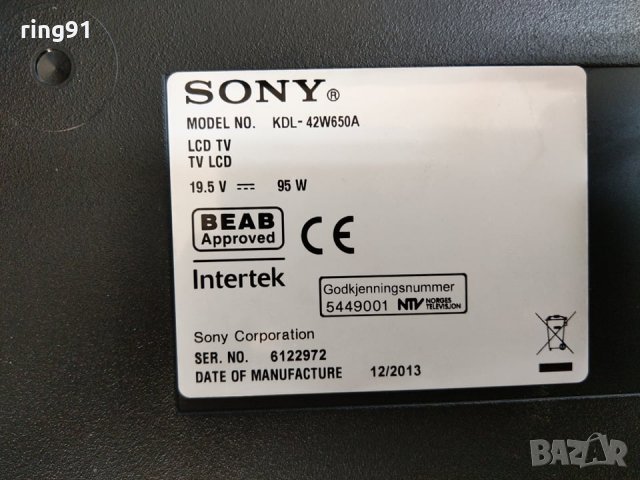 ring91
SONY®
MODEL NO. KDL-42W650A
LCD TV
TV LCD
19.5 V ⎓ 95 W
BEAB
Approved
CE
Intertek
Godkjenningsnummer
5449001 NTV NORGES TELEVISJON
Sony Corporation
SER. NO. 6122972
DATE OF MANUFACTURE 12/2013
BAZAR